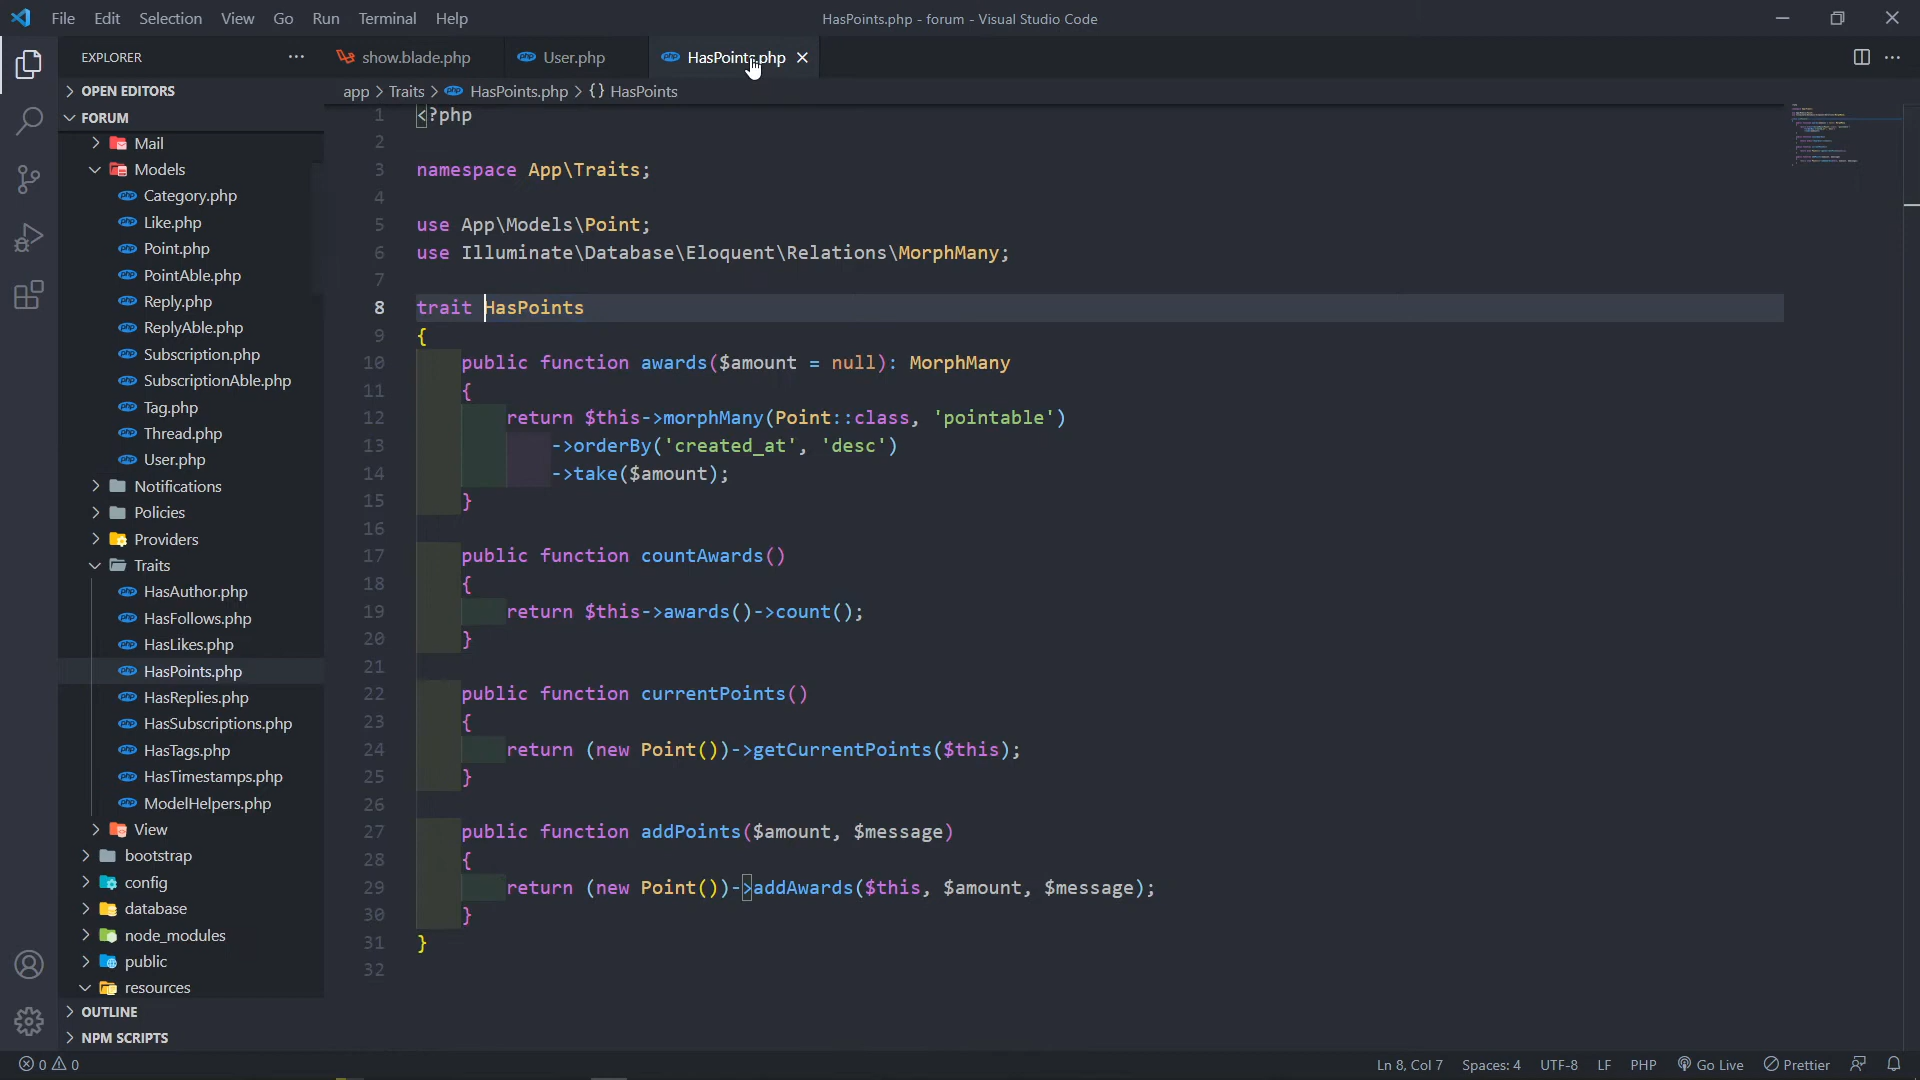 File Edit Selection View Go Run Terminal Help
HasPoints.php - forum - Visual Studio Code
EXPLORER
show.blade.php
User.php
HasPoints.php
OPEN EDITORS
app > Traits > HasPoints.php > {} HasPoints
FORUM
Mail
Models
Category.php
Like.php
Point.php
PointAble.php
Reply.php
ReplyAble.php
Subscription.php
SubscriptionAble.php
Tag.php
Thread.php
User.php
Notifications
Policies
Providers
Traits
HasAuthor.php
HasFollows.php
HasLikes.php
HasPoints.php
HasReplies.php
HasSubscriptions.php
HasTags.php
HasTimestamps.php
ModelHelpers.php
View
bootstrap
config
database
node_modules
public
resources
OUTLINE
NPM SCRIPTS
1 <?php
2
3 namespace App\Traits;
4
5 use App\Models\Point;
6 use Illuminate\Database\Eloquent\Relations\MorphMany;
7
8 trait HasPoints
9 {
10 public function awards($amount = null): MorphMany
11 {
12 return $this->morphMany(Point::class, 'pointable')
13 ->orderBy('created_at', 'desc')
14 ->take($amount);
15 }
16
17 public function countAwards()
18 {
19 return $this->awards()->count();
20 }
21
22 public function currentPoints()
23 {
24 return (new Point())->getCurrentPoints($this);
25 }
26
27 public function addPoints($amount, $message)
28 {
29 return (new Point())->addAwards($this, $amount, $message);
30 }
31 }
32
0 0
Ln 8, Col 7 Spaces: 4 UTF-8 LF PHP Go Live Prettier